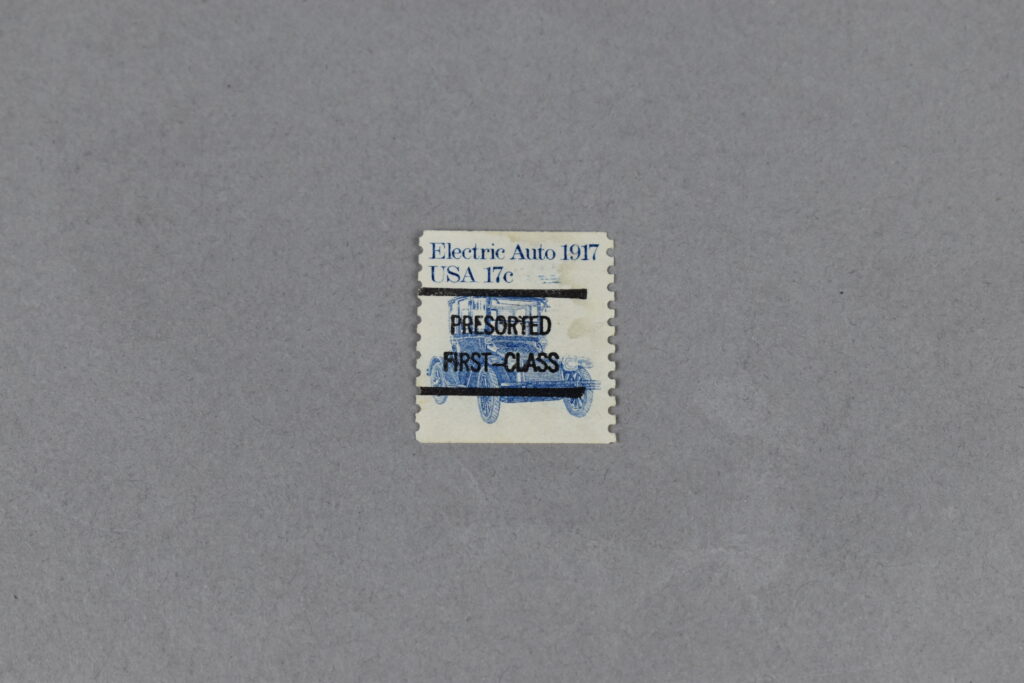 Electric Auto 1917
USA 17c
PRESORTED
FIRST-CLASS